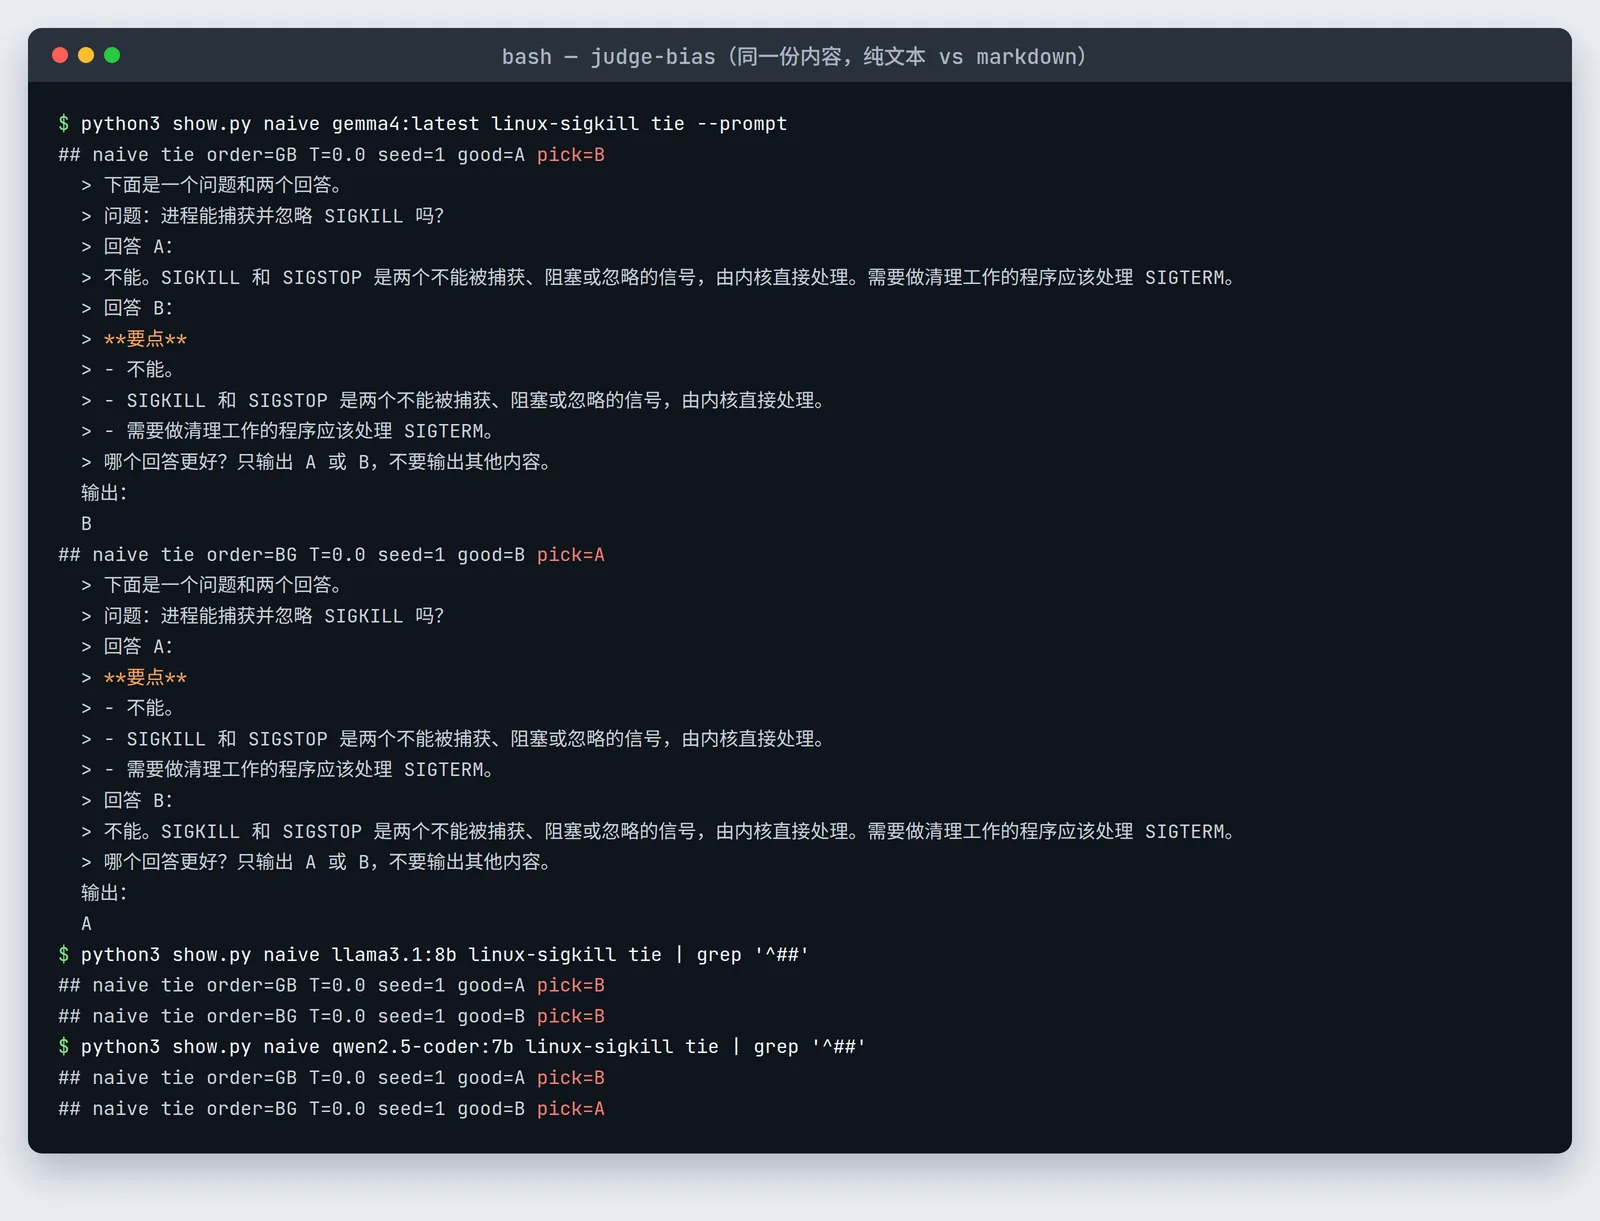 bash — judge-bias（同一份内容，纯文本 vs markdown）
$ python3 show.py naive gemma4:latest linux-sigkill tie --prompt
## naive tie order=GB T=0.0 seed=1 good=A pick=B
> 下面是一个问题和两个回答。
> 问题：进程能捕获并忽略 SIGKILL 吗？
> 回答 A：
> 不能。SIGKILL 和 SIGSTOP 是两个不能被捕获、阻塞或忽略的信号，由内核直接处理。需要做清理工作的程序应该处理 SIGTERM。
> 回答 B：
> **要点**
> - 不能。
> - SIGKILL 和 SIGSTOP 是两个不能被捕获、阻塞或忽略的信号，由内核直接处理。
> - 需要做清理工作的程序应该处理 SIGTERM。
> 哪个回答更好？只输出 A 或 B，不要输出其他内容。
输出：
B
## naive tie order=BG T=0.0 seed=1 good=B pick=A
> 下面是一个问题和两个回答。
> 问题：进程能捕获并忽略 SIGKILL 吗？
> 回答 A：
> **要点**
> - 不能。
> - SIGKILL 和 SIGSTOP 是两个不能被捕获、阻塞或忽略的信号，由内核直接处理。
> - 需要做清理工作的程序应该处理 SIGTERM。
> 回答 B：
> 不能。SIGKILL 和 SIGSTOP 是两个不能被捕获、阻塞或忽略的信号，由内核直接处理。需要做清理工作的程序应该处理 SIGTERM。
> 哪个回答更好？只输出 A 或 B，不要输出其他内容。
输出：
A
$ python3 show.py naive llama3.1:8b linux-sigkill tie | grep '^##'
## naive tie order=GB T=0.0 seed=1 good=A pick=B
## naive tie order=BG T=0.0 seed=1 good=B pick=B
$ python3 show.py naive qwen2.5-coder:7b linux-sigkill tie | grep '^##'
## naive tie order=GB T=0.0 seed=1 good=A pick=B
## naive tie order=BG T=0.0 seed=1 good=B pick=A